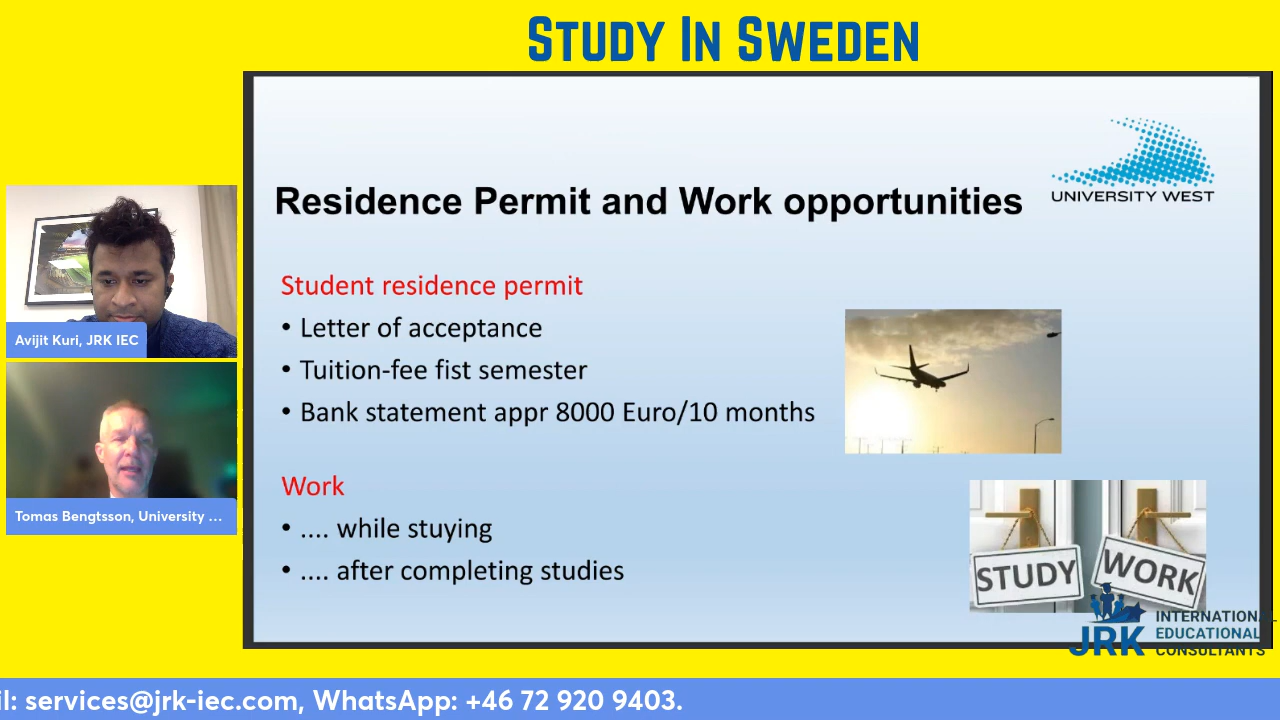 Study In Sweden
UNIVERSITY WEST
Residence Permit and Work opportunities
Student residence permit
• Letter of acceptance
• Tuition-fee fist semester
• Bank statement appr 8000 Euro/10 months
Work
• .... while stuying
• .... after completing studies
STUDY
WORK
Avijit Kuri, JRK IEC
Tomas Bengtsson, University ...
JRK
INTERNATIONAL
EDUCATIONAL
CONSULTANTS
il: services@jrk-iec.com, WhatsApp: +46 72 920 9403.